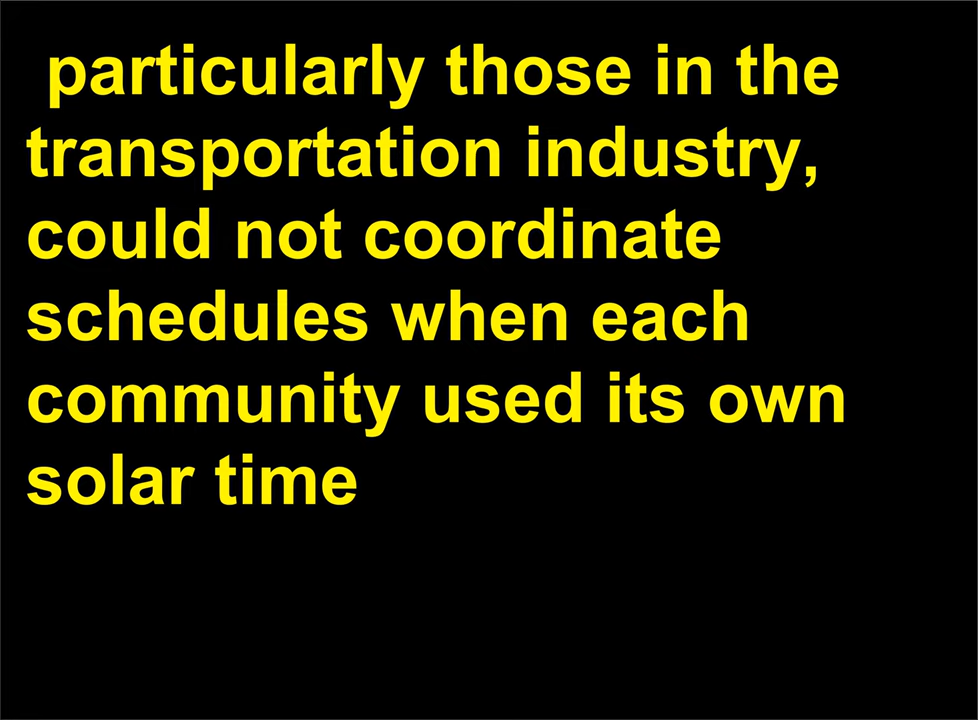 particularly those in the
transportation industry,
could not coordinate
schedules when each
community used its own
solar time